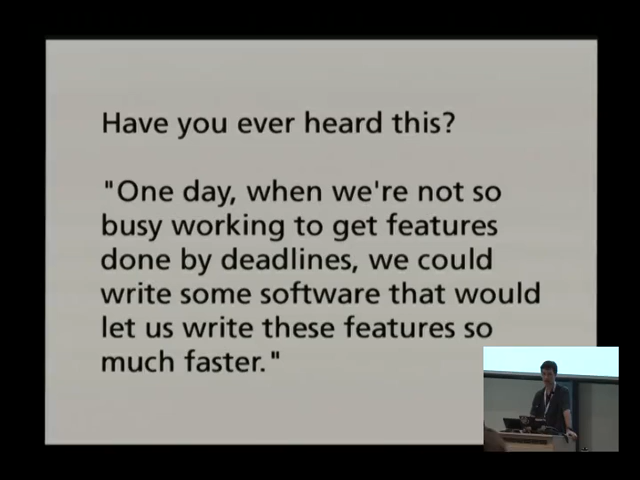 Have you ever heard this?
"One day, when we're not so
busy working to get features
done by deadlines, we could
write some software that would
let us write these features so
much faster."